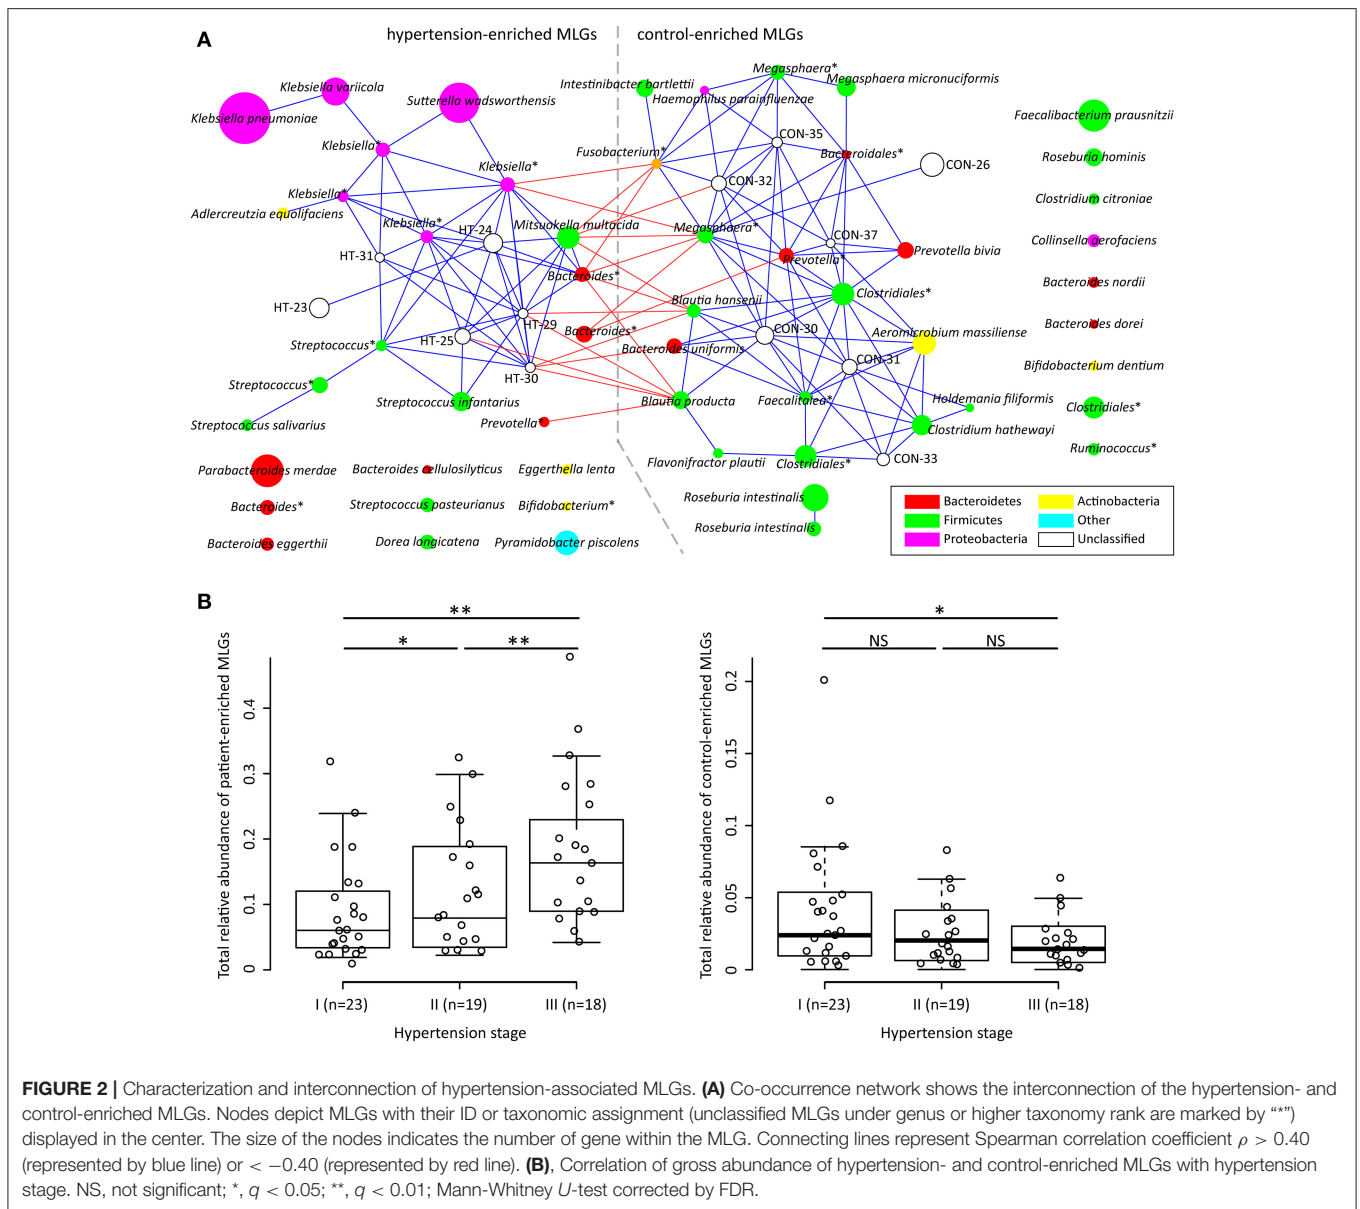 A
hypertension-enriched MLGs
control-enriched MLGs
Klebsiella variicola
Klebsiella pneumoniae
Sutterella wadsworthensis
Klebsiella*
Klebsiella*
Klebsiella*
Adlercreutzia equolifaciens
Klebsiella*
HT-24
Mitsuokella multacida
HT-31
Bacteroides*
HT-23
HT-29
Bacteroides*
HT-25
Streptococcus*
HT-30
Streptococcus*
Streptococcus infantarius
Streptococcus salivarius
Prevotella*
Parabacteroides merdae
Bacteroides cellulosilyticus
Eggerthella lenta
Bacteroides*
Streptococcus pasteurianus
Bifidobacterium*
Bacteroides eggerthii
Dorea longicatena
Pyramidobacter piscolens
Intestinibacter bartlettii
Megasphaera*
Megasphaera micronuciformis
Haemophilus parainfluenzae
CON-35
Fusobacterium*
Bacteroidales*
CON-26
CON-32
Megasphaera*
CON-37
Prevotella bivia
Prevotella*
Clostridiales*
Blautia hansenii
CON-30
Aeromicrobium massiliense
Bacteroides uniformis
CON-31
Blautia producta
Faecalitalea*
Holdemania filiformis
Clostridium hathewayi
Flavonifractor plautii
Clostridiales*
CON-33
Roseburia intestinalis
Roseburia intestinalis
Faecalibacterium prausnitzii
Roseburia hominis
Clostridium citroniae
Collinsella aerofaciens
Bacteroides nordii
Bacteroides dorei
Bifidobacterium dentium
Clostridiales*
Ruminococcus*
Bacteroidetes
Actinobacteria
Firmicutes
Other
Proteobacteria
Unclassified
B
Total relative abundance of patient-enriched MLGs
**
*
**
0.4
0.3
0.2
0.1
0
I (n=23)
II (n=19)
III (n=18)
Hypertension stage
Total relative abundance of control-enriched MLGs
*
NS
NS
0.2
0.15
0.1
0.05
0
I (n=23)
II (n=19)
III (n=18)
Hypertension stage
FIGURE 2 | Characterization and interconnection of hypertension-associated MLGs. (A) Co-occurrence network shows the interconnection of the hypertension- and
control-enriched MLGs. Nodes depict MLGs with their ID or taxonomic assignment (unclassified MLGs under genus or higher taxonomy rank are marked by “*”)
displayed in the center. The size of the nodes indicates the number of gene within the MLG. Connecting lines represent Spearman correlation coefficient ρ > 0.40
(represented by blue line) or < −0.40 (represented by red line). (B), Correlation of gross abundance of hypertension- and control-enriched MLGs with hypertension
stage. NS, not significant; *, q < 0.05; **, q < 0.01; Mann-Whitney U-test corrected by FDR.